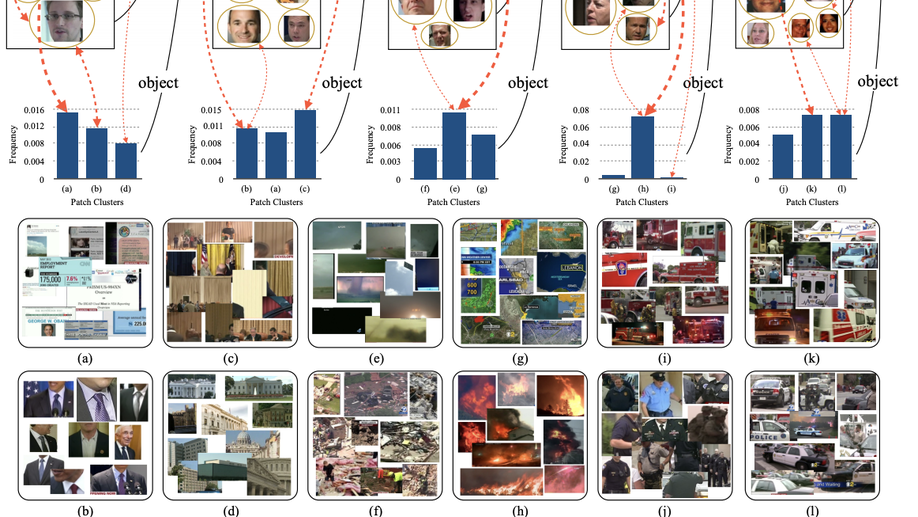 object object object object object
0.016 0.015 0.011 0.08 0.008
0.012 0.011 0.008 0.06 0.006
0.008 0.008 0.006 0.04 0.004
0.004 0.004 0.003 0.02 0.002
0 0 0 0 0
Frequency Frequency Frequency Frequency Frequency
(a) (b) (d) (b) (a) (c) (f) (e) (g) (g) (h) (i) (j) (k) (l)
Patch Clusters Patch Clusters Patch Clusters Patch Clusters Patch Clusters
EMPLOYMENT
REPORT
175,000
7.8%
Overview
GEORGE W.
225,0
600
700
LEBANON
(a) (c) (e) (g) (i) (k)
POLICE
(b) (d) (f) (h) (j) (l)